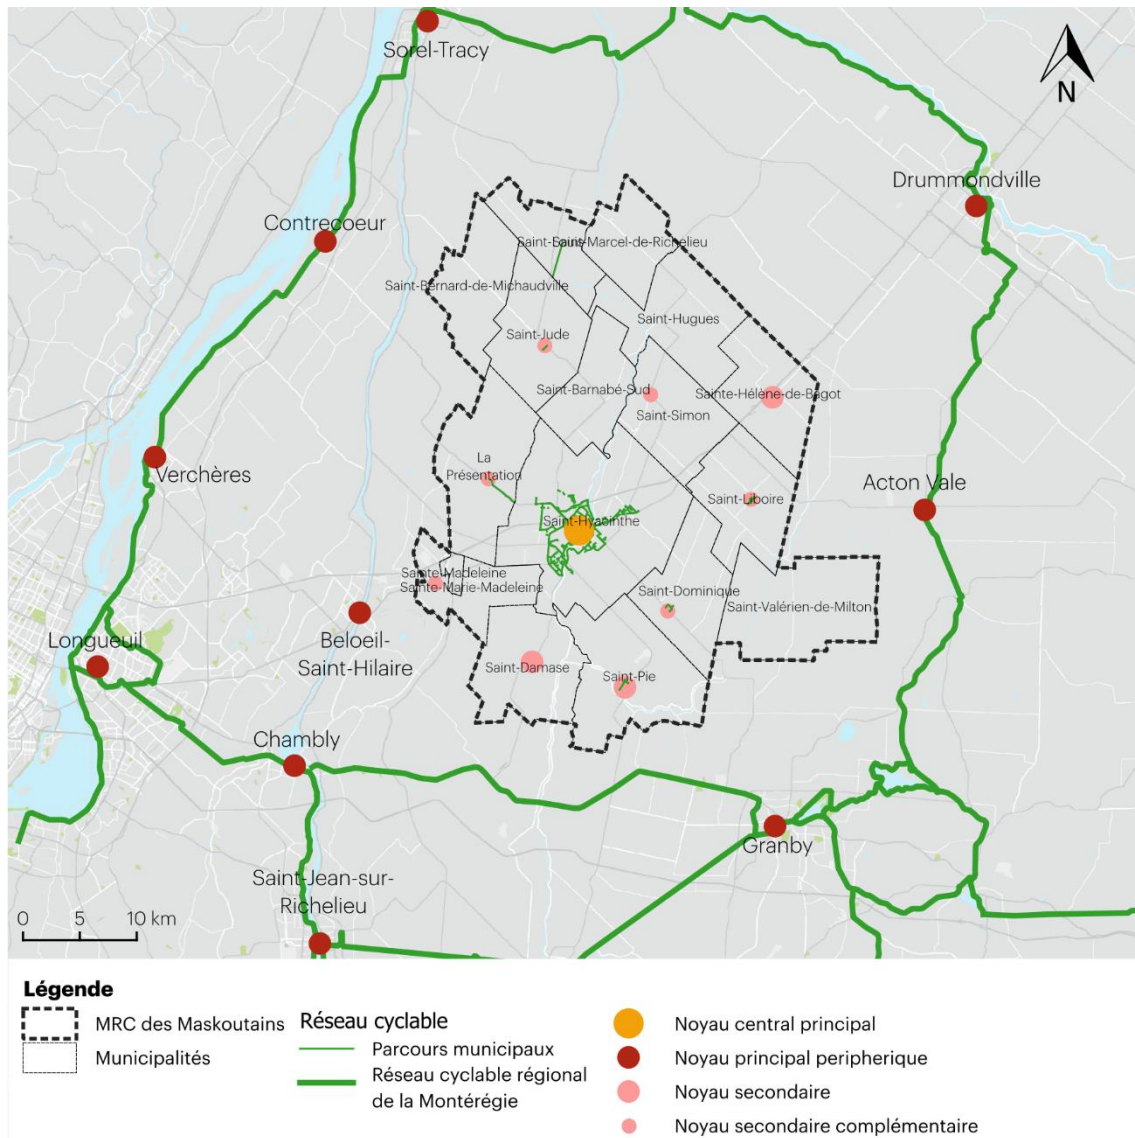 Sorel-Tracy
N
Drummondville
Contrecoeur
Saint-Marcel-de-Richelieu
Saint-Bernard-de-Michaudville
Saint-Hugues
Saint-Jude
Saint-Barnabé-Sud
Sainte-Hélène-de-Bagot
Saint-Simon
La
Présentation
Verchères
Acton Vale
Saint-Liboire
Saint-Hyacinthe
Sainte-Madeleine
Sainte-Marie-Madeleine
Saint-Dominique
Saint-Valérien-de-Milton
Longueuil
Beloeil-
Saint-Hilaire
Saint-Damase
Saint-Pie
Chambly
Granby
Saint-Jean-sur-
Richelieu
0 5 10 km
Légende
MRC des Maskoutains
Municipalités
Réseau cyclable
Parcours municipaux
Réseau cyclable régional
de la Montérégie
Noyau central principal
Noyau principal peripherique
Noyau secondaire
Noyau secondaire complémentaire